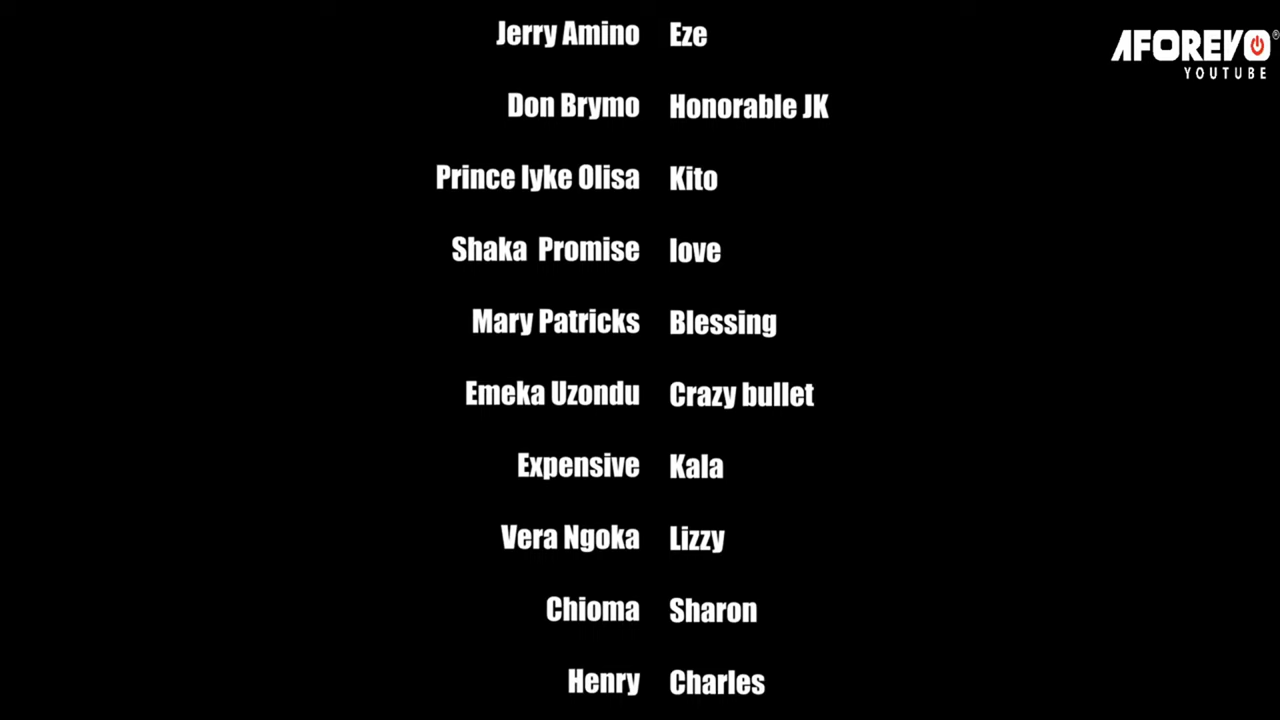 Jerry Amino Eze
Don Brymo Honorable JK
Prince Iyke Olisa Kito
Shaka Promise love
Mary Patricks Blessing
Emeka Uzondu Crazy bullet
Expensive Kala
Vera Ngoka Lizzy
Chioma Sharon
Henry Charles
AFOREVO®
YOUTUBE